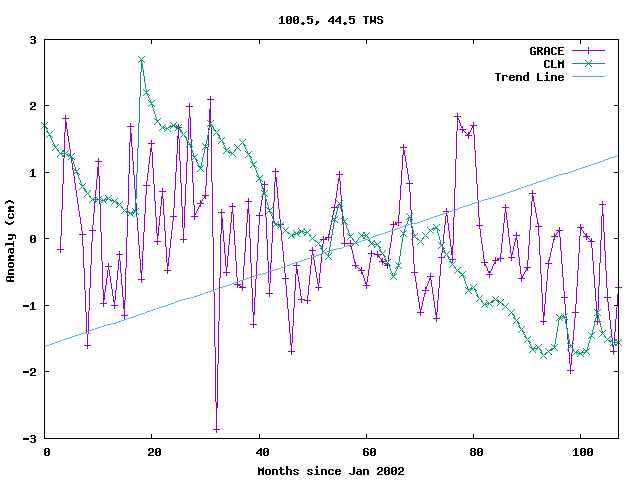 100.5, 44.5 TWS
GRACE
CLM
Trend Line
3
2
1
0
-1
-2
-3
Anomaly (cm)
0 20 40 60 80 100
Months since Jan 2002